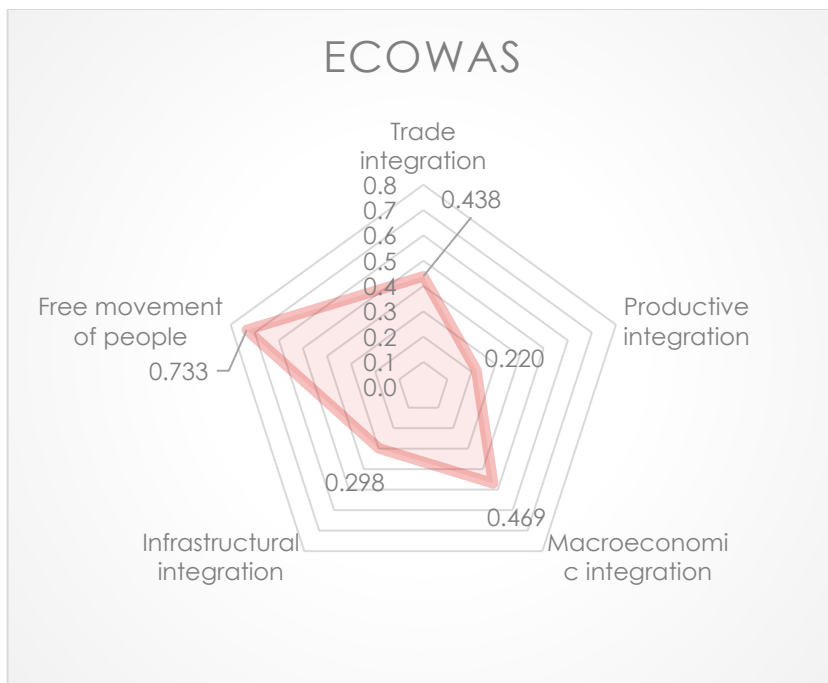 ECOWAS
Trade
integration
0.8
0.438
0.7
0.6
0.5
0.4
0.3
0.2
0.1
0.0
Free movement
of people
0.733
Productive
integration
0.220
0.298
0.469
Infrastructural
integration
Macroeconomi
c integration